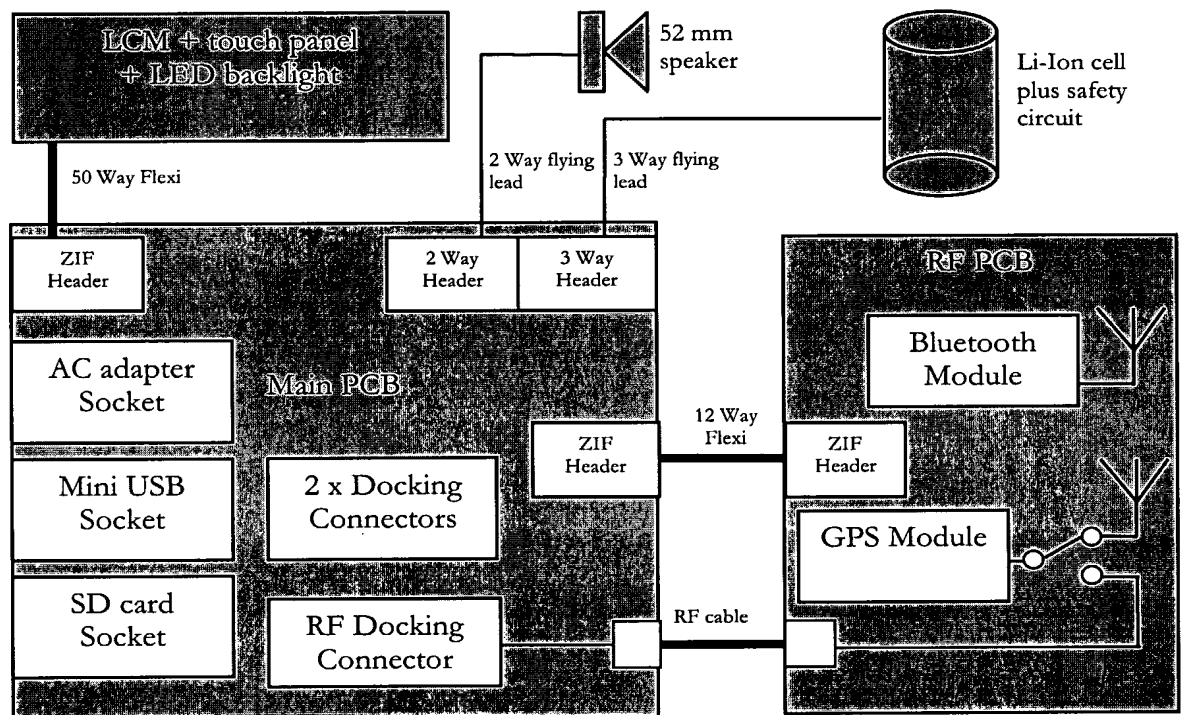 LCM + touch panel
+ LED backlight
52 mm
speaker
Li-Ion cell
plus safety
circuit
50 Way Flexi
2 Way flying
lead
3 Way flying
lead
ZIF
Header
2 Way
Header
3 Way
Header
RF PCB
AC adapter
Socket
Main PCB
Bluetooth
Module
12 Way
Flexi
ZIF
Header
ZIF
Header
Mini USB
Socket
2 x Docking
Connectors
GPS Module
SD card
Socket
RF Docking
Connector
RF cable